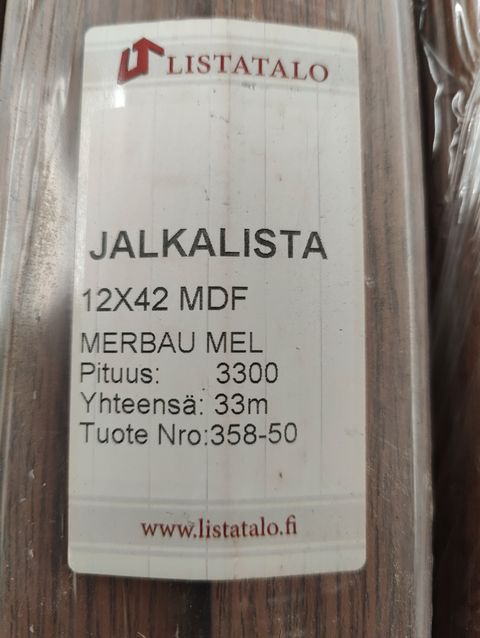 LISTATALO
JALKALISTA
12X42 MDF
MERBAU MEL
Pituus: 3300
Yhteensä: 33m
Tuote Nro:358-50
www.listatalo.fi